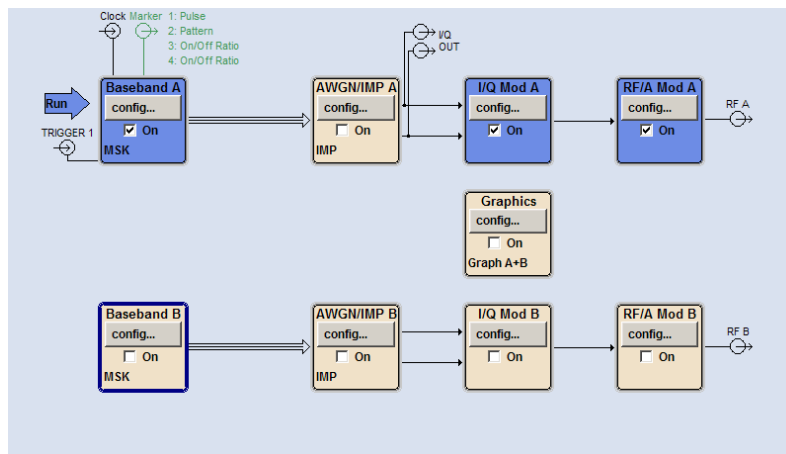 Clock Marker 1: Pulse
2: Pattern
3: On/Off Ratio
4: On/Off Ratio
I/Q
OUT
Run
TRIGGER 1
Baseband A
config...
On
MSK
AWGN/IMP A
config...
On
IMP
I/Q Mod A
config...
On
RF/A Mod A
config...
On
RF A
Graphics
config...
On
Graph A+B
Baseband B
config...
On
MSK
AWGN/IMP B
config...
On
IMP
I/Q Mod B
config...
On
RF/A Mod B
config...
On
RF B